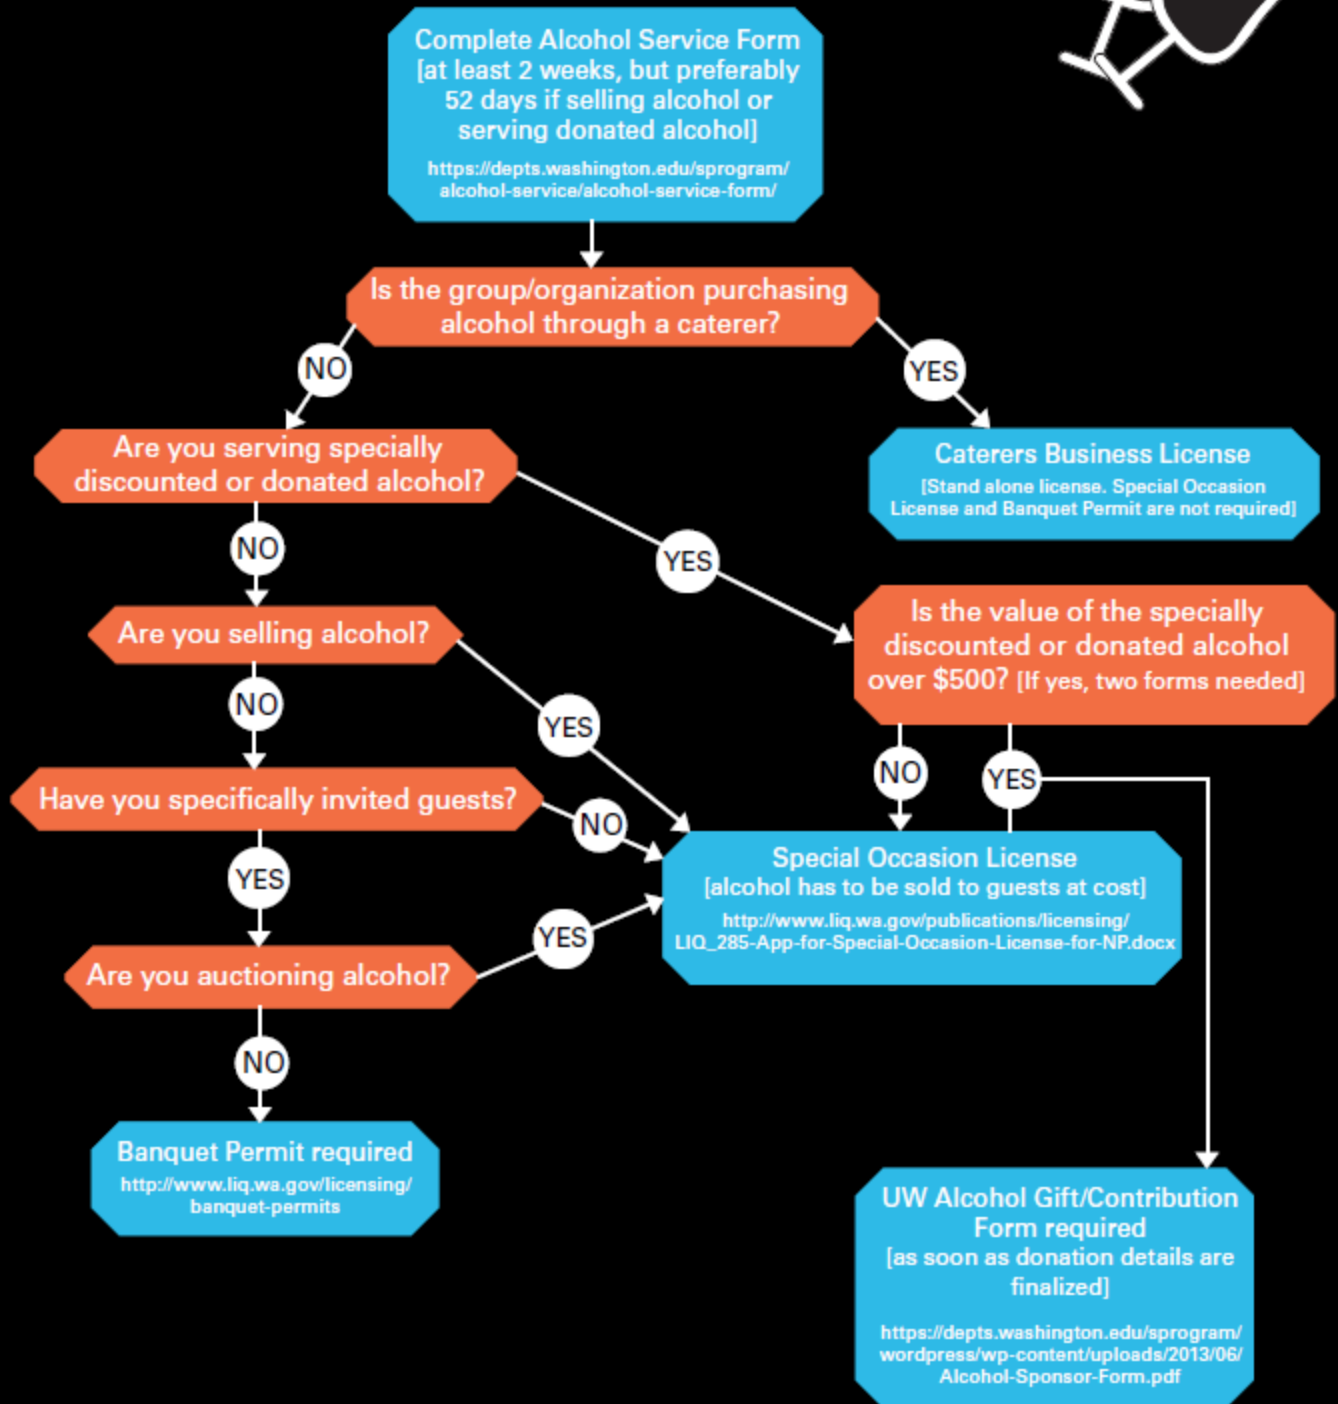 Complete Alcohol Service Form
[at least 2 weeks, but preferably
52 days if selling alcohol or
serving donated alcohol]
https://depts.washington.edu/sprogram/
alcohol-service/alcohol-service-form/
Is the group/organization purchasing
alcohol through a caterer?
NO
YES
Are you serving specially
discounted or donated alcohol?
Caterers Business License
[Stand alone license. Special Occasion
License and Banquet Permit are not required]
NO
YES
Are you selling alcohol?
Is the value of the specially
discounted or donated alcohol
over $500? [If yes, two forms needed]
NO
YES
NO
YES
Have you specifically invited guests?
NO
YES
Special Occasion License
[alcohol has to be sold to guests at cost]
http://www.liq.wa.gov/publications/licensing/
LIQ_285-App-for-Special-Occasion-License-for-NP.docx
YES
Are you auctioning alcohol?
NO
Banquet Permit required
http://www.liq.wa.gov/licensing/
banquet-permits
UW Alcohol Gift/Contribution
Form required
[as soon as donation details are
finalized]
https://depts.washington.edu/sprogram/
wordpress/wp-content/uploads/2013/06/
Alcohol-Sponsor-Form.pdf